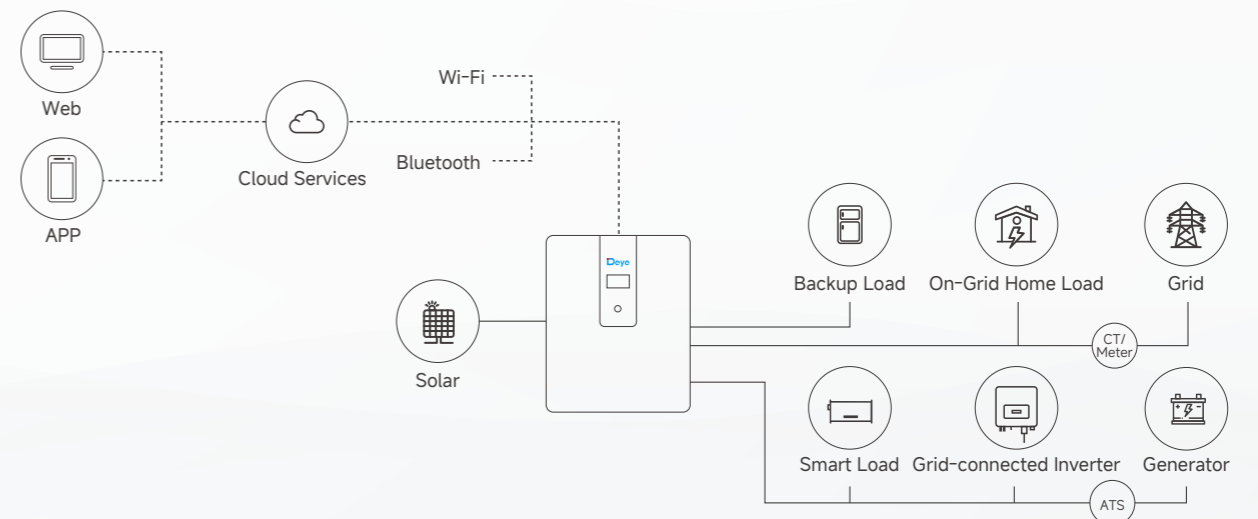 Web
APP
Cloud Services
Wi-Fi
Bluetooth
Deye
Solar
Backup Load
On-Grid Home Load
Grid
CT/
Meter
Smart Load
Grid-connected Inverter
Generator
ATS